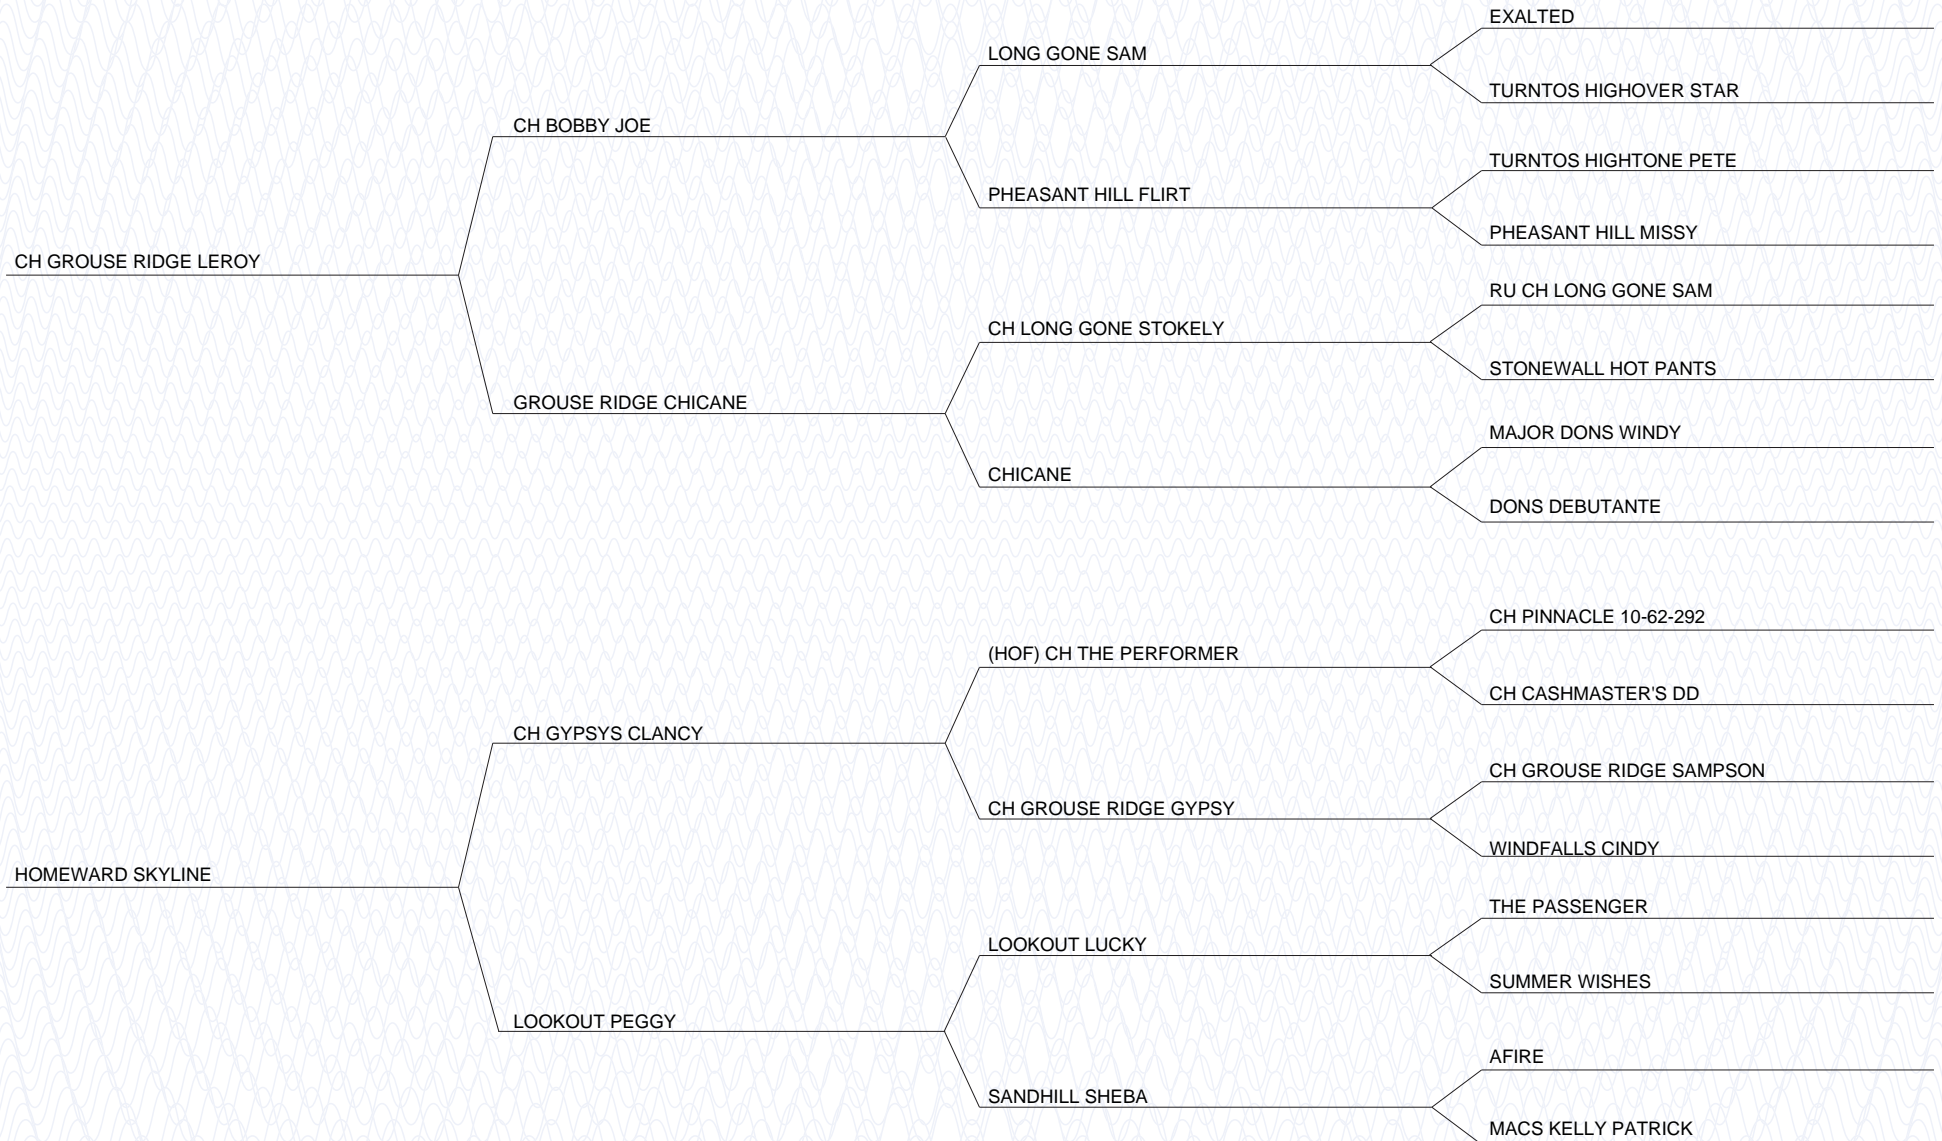 EXALTED
LONG GONE SAM
TURNTOS HIGHOVER STAR
CH BOBBY JOE
TURNTOS HIGHTONE PETE
PHEASANT HILL FLIRT
PHEASANT HILL MISSY
CH GROUSE RIDGE LEROY
RU CH LONG GONE SAM
CH LONG GONE STOKELY
STONEWALL HOT PANTS
GROUSE RIDGE CHICANE
MAJOR DONS WINDY
CHICANE
DONS DEBUTANTE
CH PINNACLE 10-62-292
(HOF) CH THE PERFORMER
CH CASHMASTER'S DD
CH GYPSYS CLANCY
CH GROUSE RIDGE SAMPSON
CH GROUSE RIDGE GYPSY
WINDFALLS CINDY
HOMEWARD SKYLINE
THE PASSENGER
LOOKOUT LUCKY
SUMMER WISHES
LOOKOUT PEGGY
AFIRE
SANDHILL SHEBA
MACS KELLY PATRICK